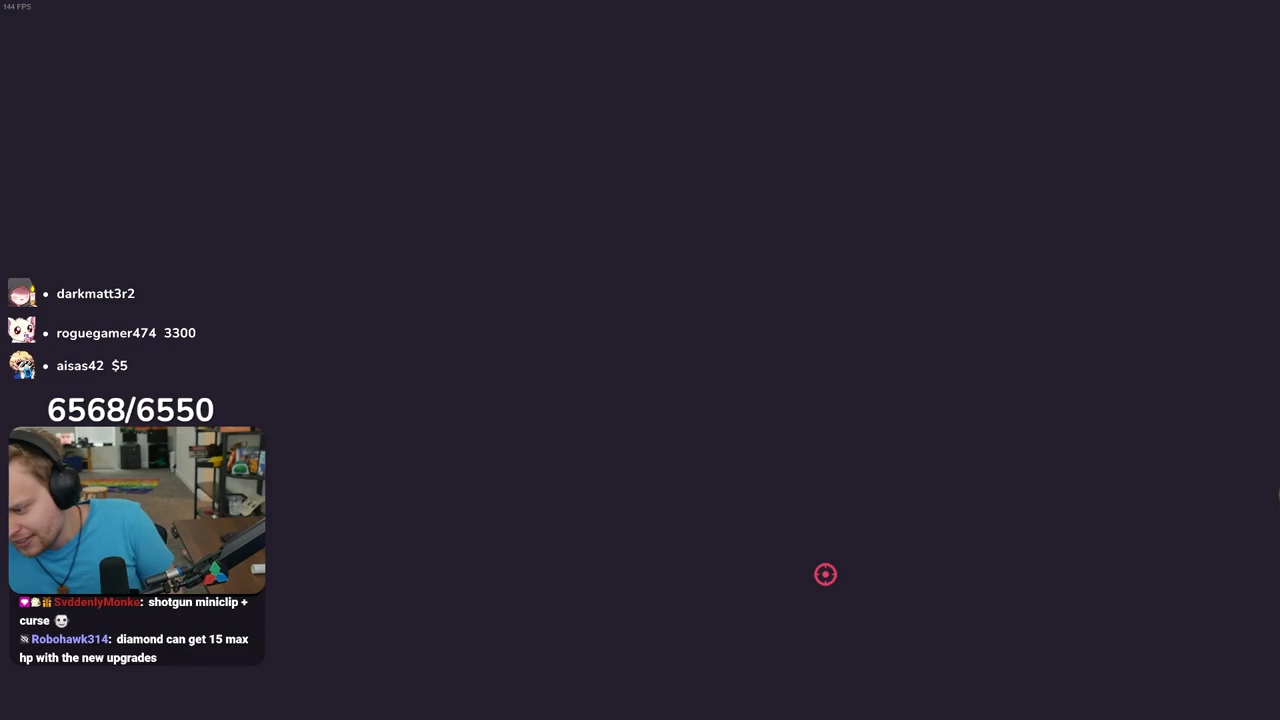 144 FPS
• darkmatt3r2
• roguegamer474 3300
• aisas42 $5
6568/6550
SvddenlyMonke: shotgun miniclip +
curse
Robohawk314: diamond can get 15 max
hp with the new upgrades